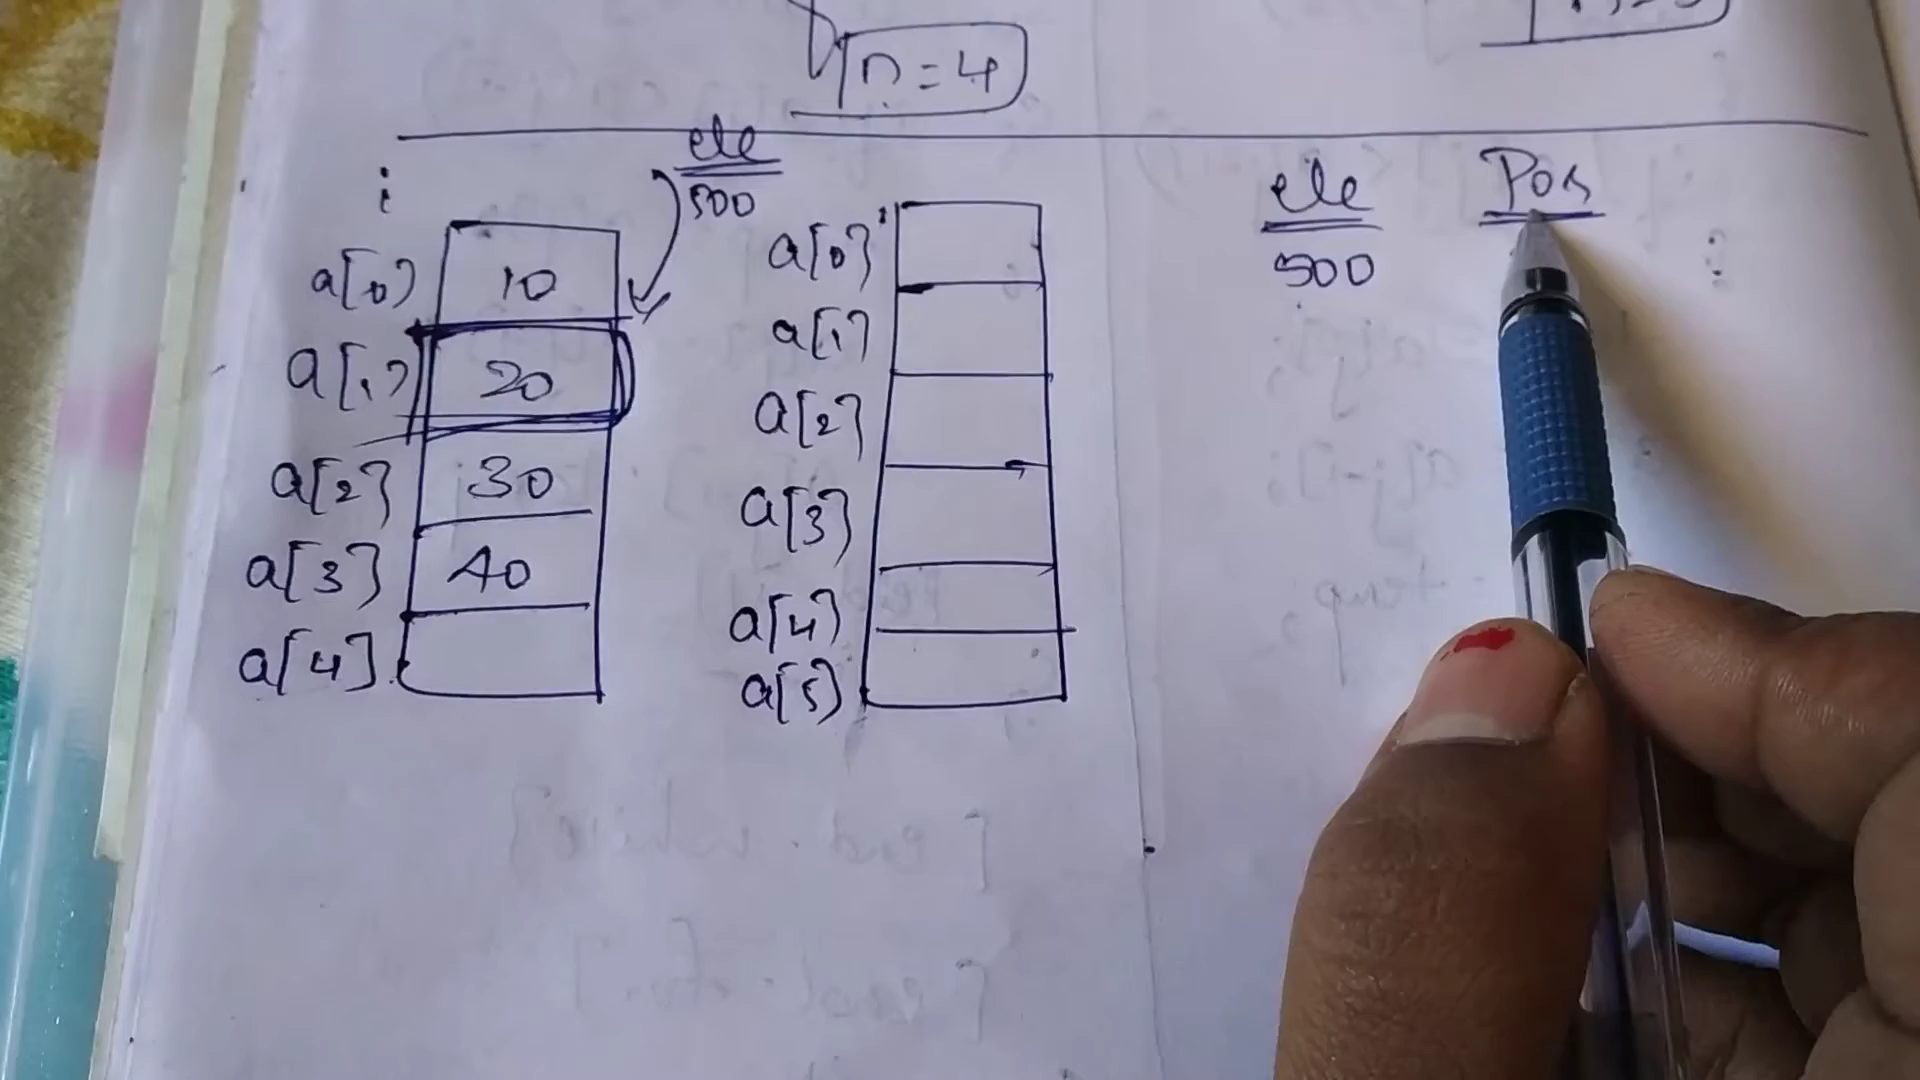 n=4
ele
500
i
a[0] 10
a[1] 20
a[2] 30
a[3] 40
a[4]
a[0]
a[1]
a[2]
a[3]
a[4]
a[5]
ele Pos
500